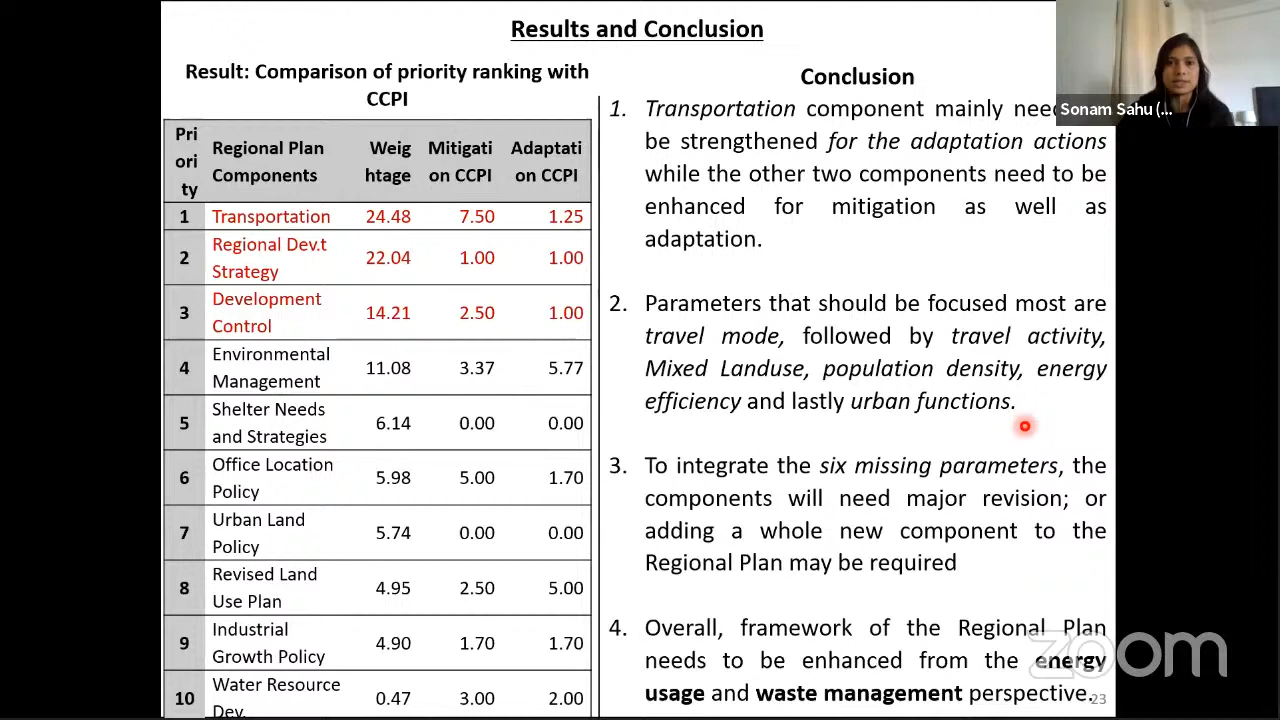 Results and Conclusion
Result: Comparison of priority ranking with
CCPI
Pri
ori
ty
Regional Plan
Components
Weig
htage
Mitigati
on CCPI
Adaptati
on CCPI
1 Transportation 24.48 7.50 1.25
2 Regional Dev.t
Strategy 22.04 1.00 1.00
3 Development
Control 14.21 2.50 1.00
4 Environmental
Management 11.08 3.37 5.77
5 Shelter Needs
and Strategies 6.14 0.00 0.00
6 Office Location
Policy 5.98 5.00 1.70
7 Urban Land
Policy 5.74 0.00 0.00
8 Revised Land
Use Plan 4.95 2.50 5.00
9 Industrial
Growth Policy 4.90 1.70 1.70
10 Water Resource
Dev. 0.47 3.00 2.00
Conclusion
1. Transportation component mainly need
be strengthened for the adaptation actions
while the other two components need to be
enhanced for mitigation as well as
adaptation.
2. Parameters that should be focused most are
travel mode, followed by travel activity,
Mixed Landuse, population density, energy
efficiency and lastly urban functions.
3. To integrate the six missing parameters, the
components will need major revision; or
adding a whole new component to the
Regional Plan may be required
4. Overall, framework of the Regional Plan
needs to be enhanced from the energy
usage and waste management perspective.
23
Sonam Sahu (...
zoom